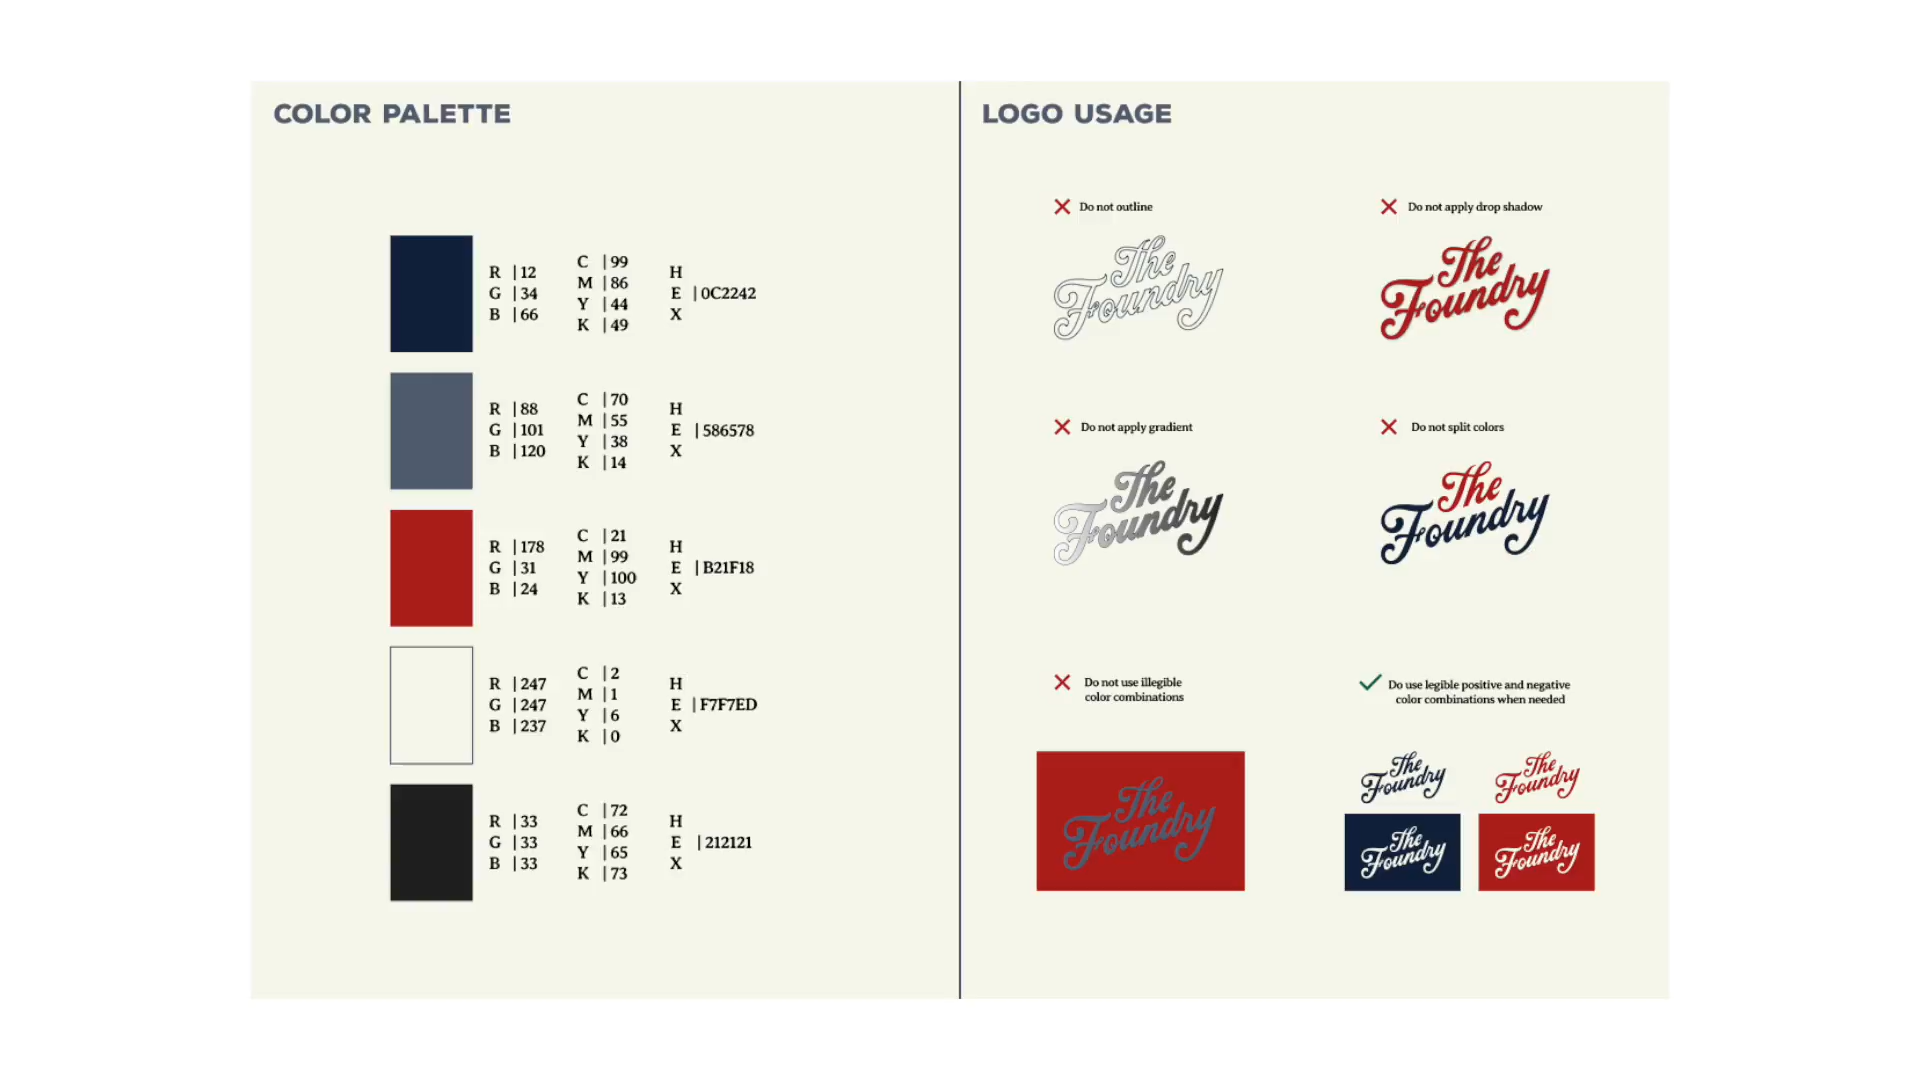 COLOR PALETTE
R | 12
G | 34
B | 66
C | 99
M | 86
Y | 44
K | 49
H
E | 0C2242
X
R | 88
G | 101
B | 120
C | 70
M | 55
Y | 38
K | 14
H
E | 586578
X
R | 178
G | 31
B | 24
C | 21
M | 99
Y | 100
K | 13
H
E | B21F18
X
R | 247
G | 247
B | 237
C | 2
M | 1
Y | 6
K | 0
H
E | F7F7ED
X
R | 33
G | 33
B | 33
C | 72
M | 66
Y | 65
K | 73
H
E | 212121
X
LOGO USAGE
Do not outline
The
Foundry
Do not apply drop shadow
The
Foundry
Do not apply gradient
The
Foundry
Do not split colors
The
Foundry
Do not use illegible
color combinations
The
Foundry
Do use legible positive and negative
color combinations when needed
The
Foundry
The
Foundry
The
Foundry
The
Foundry